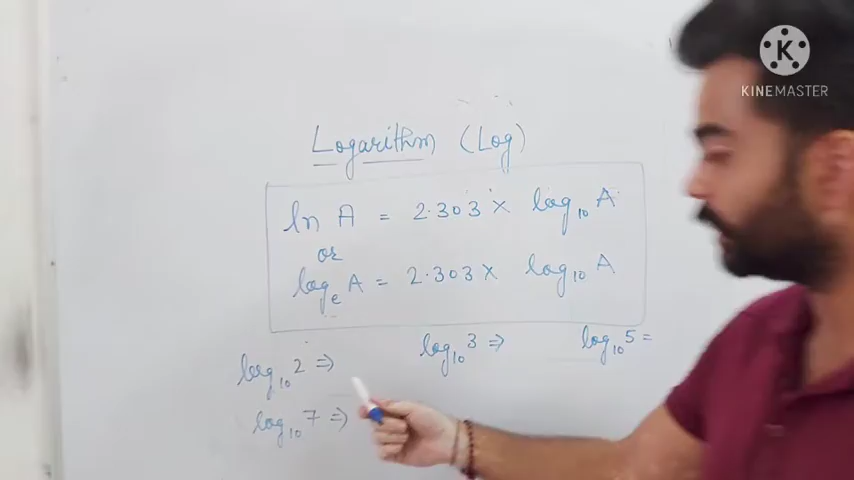 KINEMASTER
Logarithm (Log)
ln A = 2.303 × log₁₀ A
or
logₑ A = 2.303 × log₁₀ A
log₁₀ 2 ⇒ log₁₀ 3 ⇒ log₁₀ 5 =
log₁₀ 7 ⇒